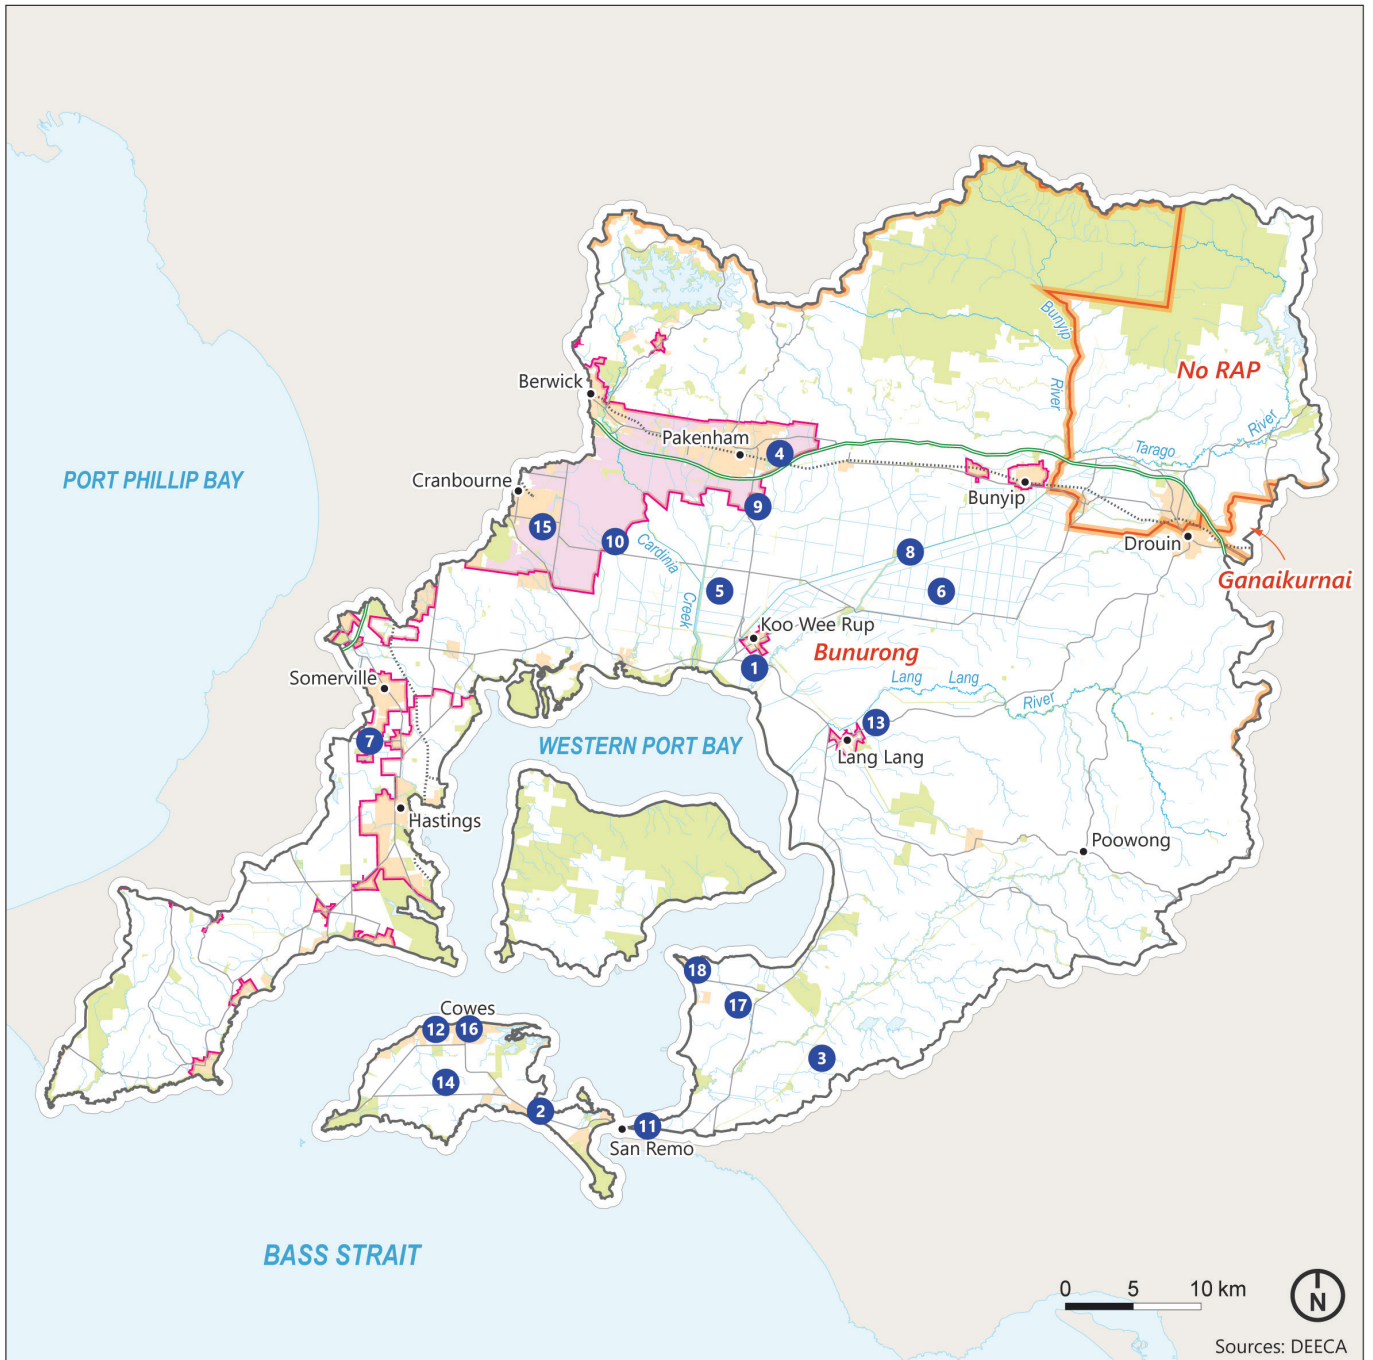 Bunyip
River
No RAP
Berwick
Pakenham
4
Tarago
River
PORT PHILLIP BAY
Cranbourne
Bunyip
9
15
10
Cardinia
Creek
8
Drouin
5
6
Ganaikurnai
Koo Wee Rup
Bunurong
1
Somerville
Lang Lang
River
7
13
WESTERN PORT BAY
Lang Lang
Hastings
Poowong
18
17
Cowes
12
16
3
14
2
11
San Remo
BASS STRAIT
0 5 10 km
N
Sources: DEECA